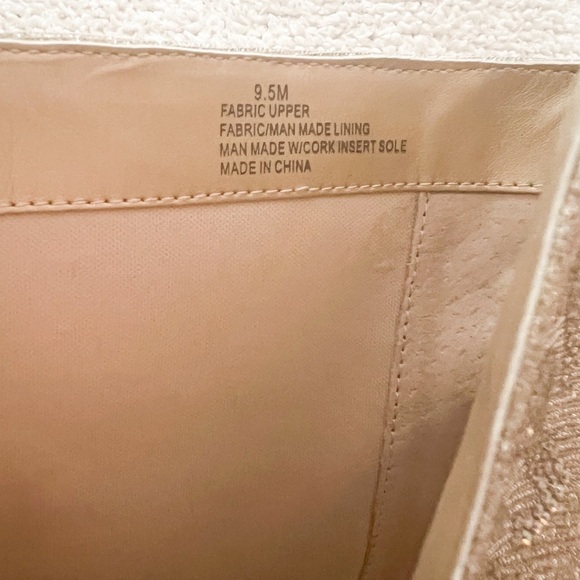 9.5M
FABRIC UPPER
FABRIC/MAN MADE LINING
MAN MADE W/CORK INSERT SOLE
MADE IN CHINA